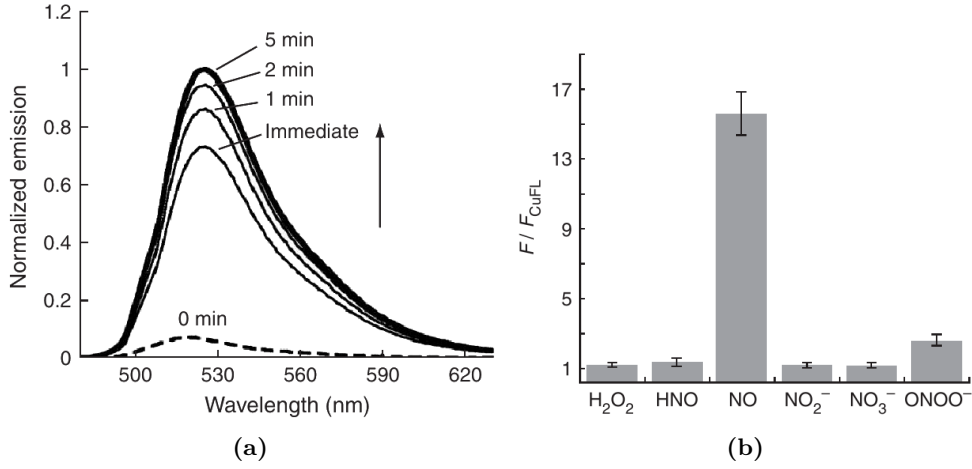 1.2
1
0.8
0.6
0.4
0.2
0
Normalized emission
5 min
2 min
1 min
Immediate
0 min
500 530 560 590 620
Wavelength (nm)
(a)
17
13
9
5
1
F / F_CuFL
H₂O₂ HNO NO NO₂⁻ NO₃⁻ ONOO⁻
(b)